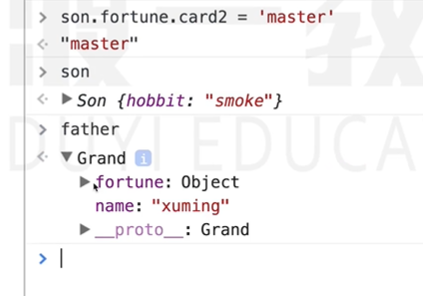 son.fortune.card2 = 'master'
"master"
son
Son {hobbit: "smoke"}
father
Grand i
fortune: Object
name: "xuming"
__proto__: Grand
DUYI EDUCA